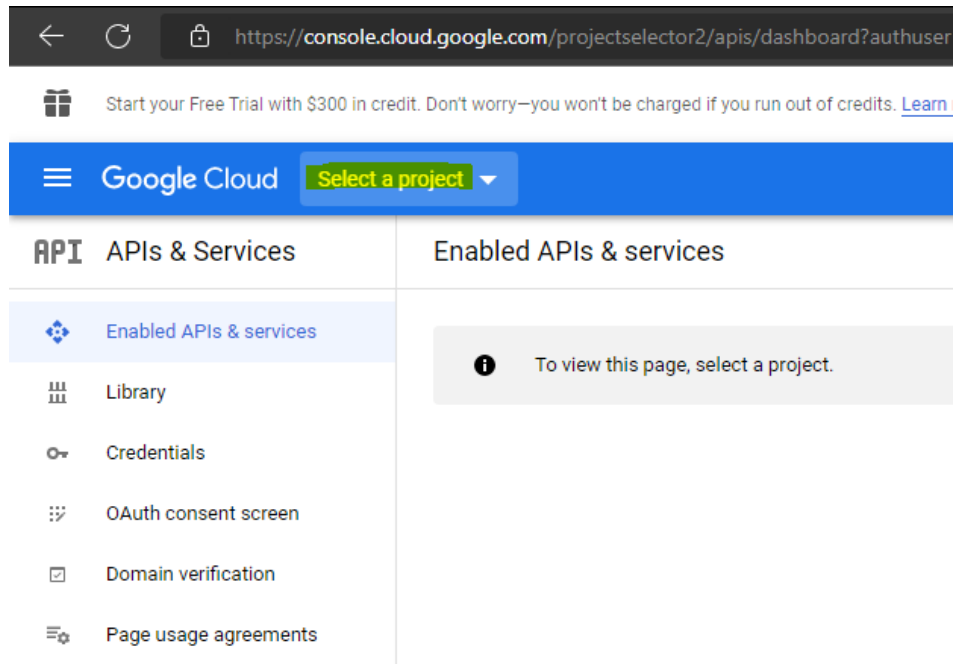 https://console.cloud.google.com/projectselector2/apis/dashboard?authuser
Start your Free Trial with $300 in credit. Don't worry—you won't be charged if you run out of credits. Learn
Google Cloud Select a project
API APIs & Services
Enabled APIs & services
Enabled APIs & services
To view this page, select a project.
Library
Credentials
OAuth consent screen
Domain verification
Page usage agreements